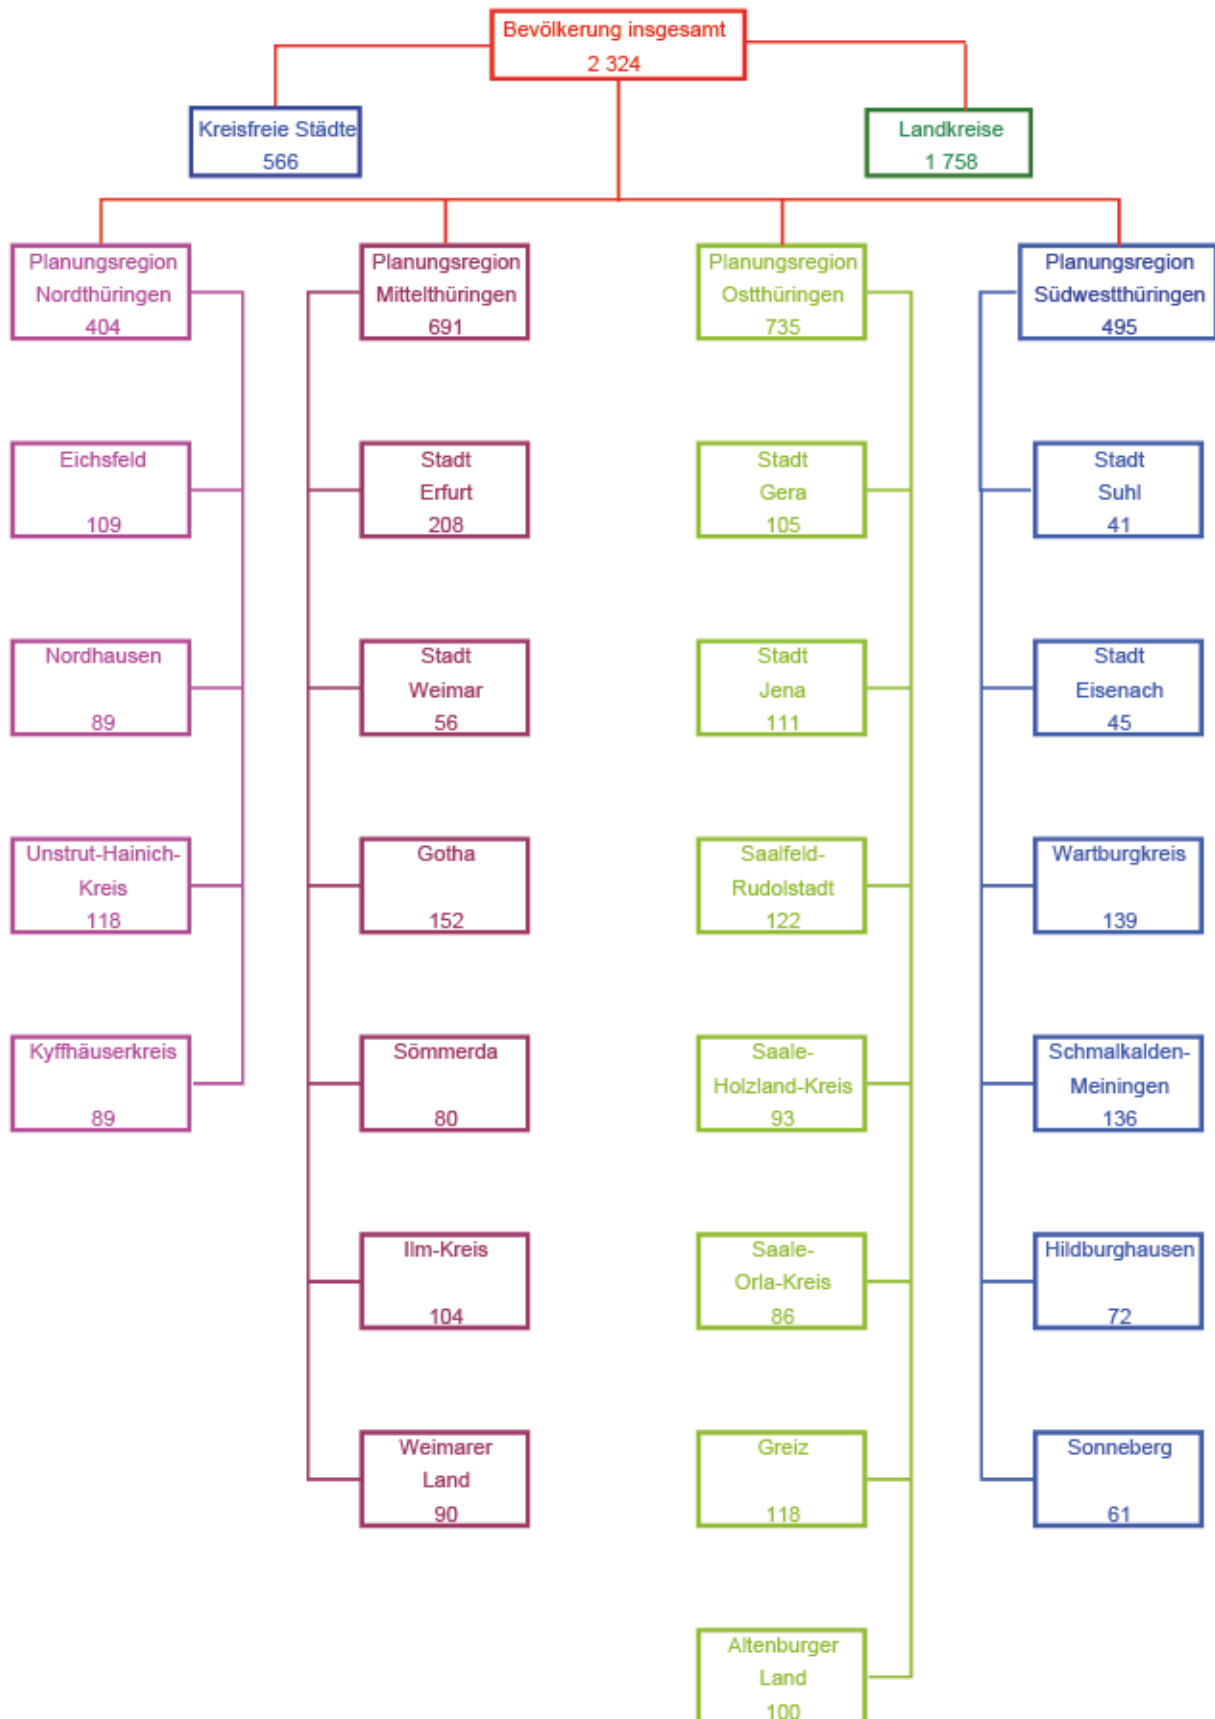 Bevölkerung insgesamt
2 324
Kreisfreie Städte
566
Landkreise
1 758
Planungsregion
Nordthüringen
404
Planungsregion
Mittelthüringen
691
Planungsregion
Ostthüringen
735
Planungsregion
Südwestthüringen
495
Eichsfeld
109
Stadt
Erfurt
208
Stadt
Gera
105
Stadt
Suhl
41
Nordhausen
89
Stadt
Weimar
56
Stadt
Jena
111
Stadt
Eisenach
45
Unstrut-Hainich-
Kreis
118
Gotha
152
Saalfeld-
Rudolstadt
122
Wartburgkreis
139
Kyffhäuserkreis
89
Sömmerda
80
Saale-
Holzland-Kreis
93
Schmalkalden-
Meiningen
136
Ilm-Kreis
104
Saale-
Orla-Kreis
86
Hildburghausen
72
Weimarer
Land
90
Greiz
118
Sonneberg
61
Altenburger
Land
100